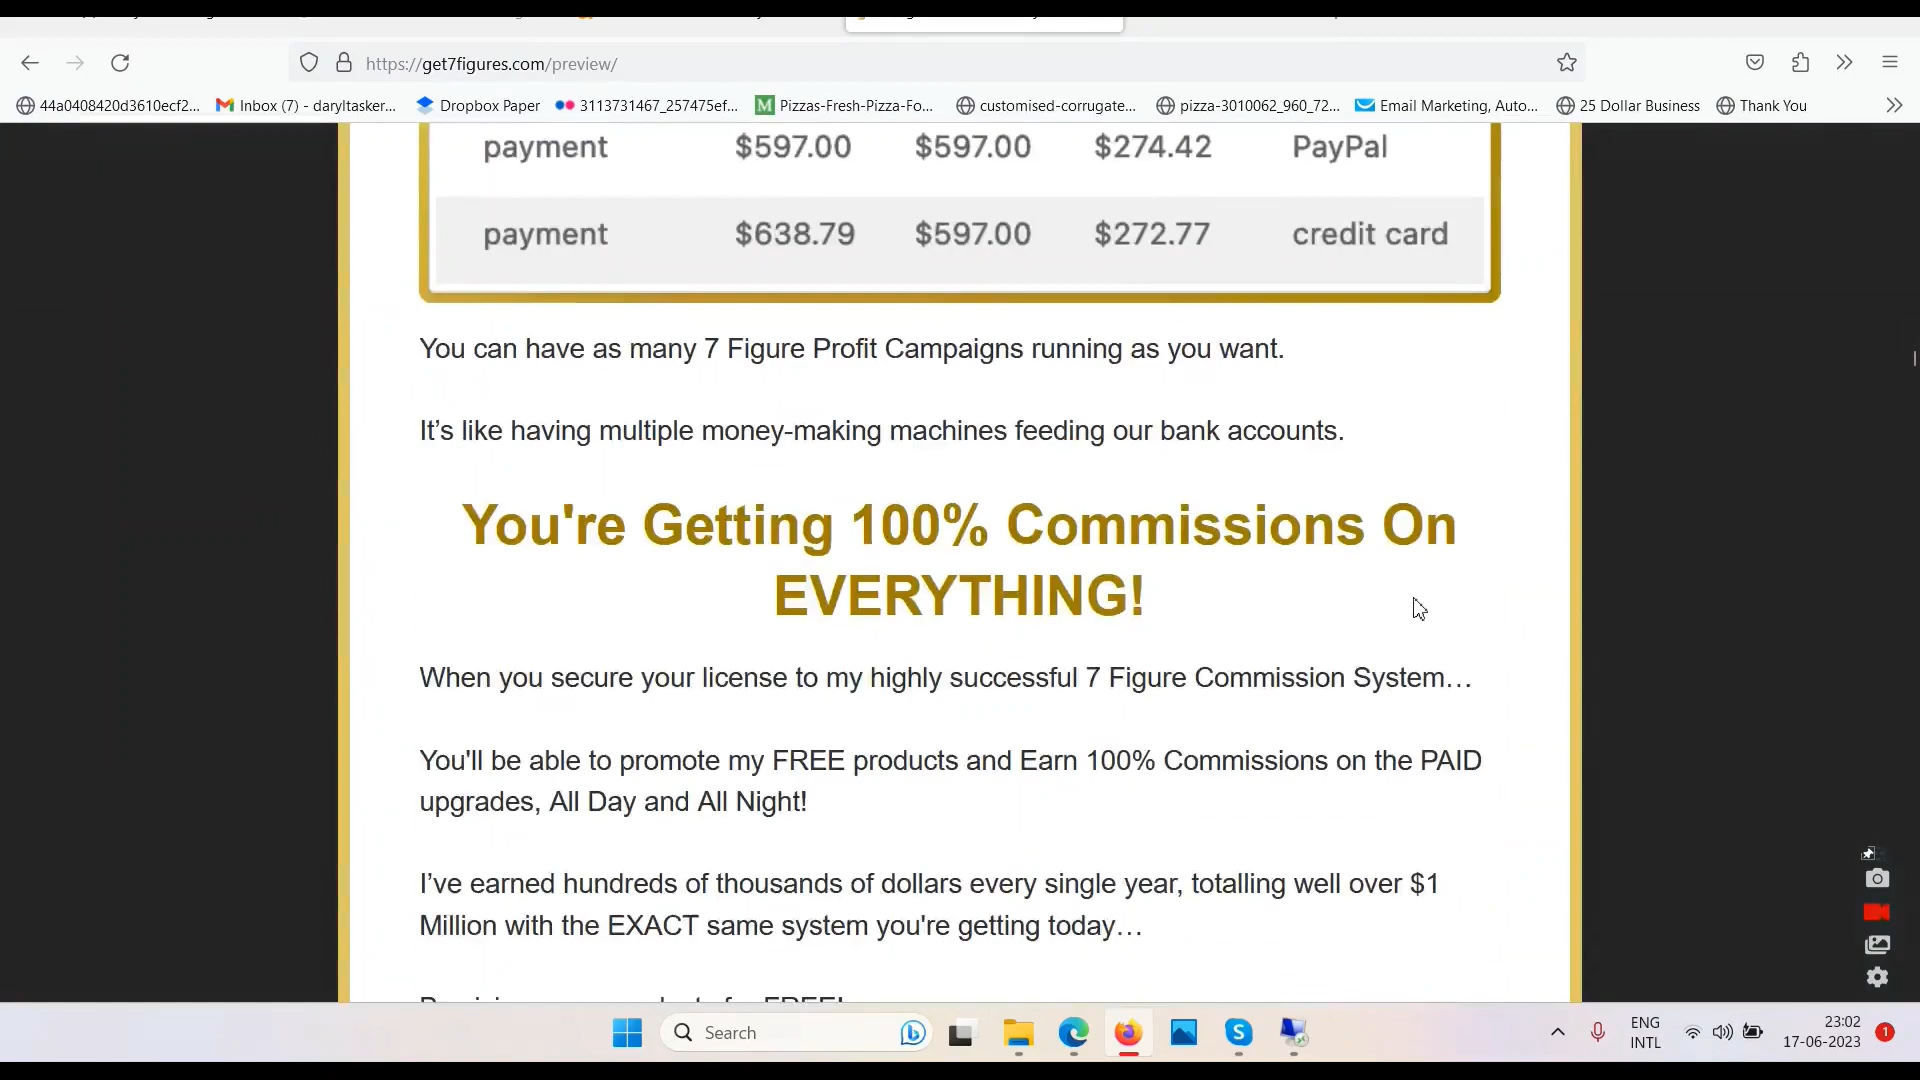 https://get7figures.com/preview/
44a0408420d3610ecf2... Inbox (7) - daryltasker... Dropbox Paper 3113731467_257475ef... Pizzas-Fresh-Pizza-Fo... customised-corrugate... pizza-3010062_960_72... Email Marketing, Auto... 25 Dollar Business Thank You
payment $597.00 $597.00 $274.42 PayPal
payment $638.79 $597.00 $272.77 credit card
You can have as many 7 Figure Profit Campaigns running as you want.
It’s like having multiple money-making machines feeding our bank accounts.
You're Getting 100% Commissions On
EVERYTHING!
When you secure your license to my highly successful 7 Figure Commission System…
You'll be able to promote my FREE products and Earn 100% Commissions on the PAID
upgrades, All Day and All Night!
I’ve earned hundreds of thousands of dollars every single year, totalling well over $1
Million with the EXACT same system you're getting today…
Search
ENG
INTL
23:02
17-06-2023
1